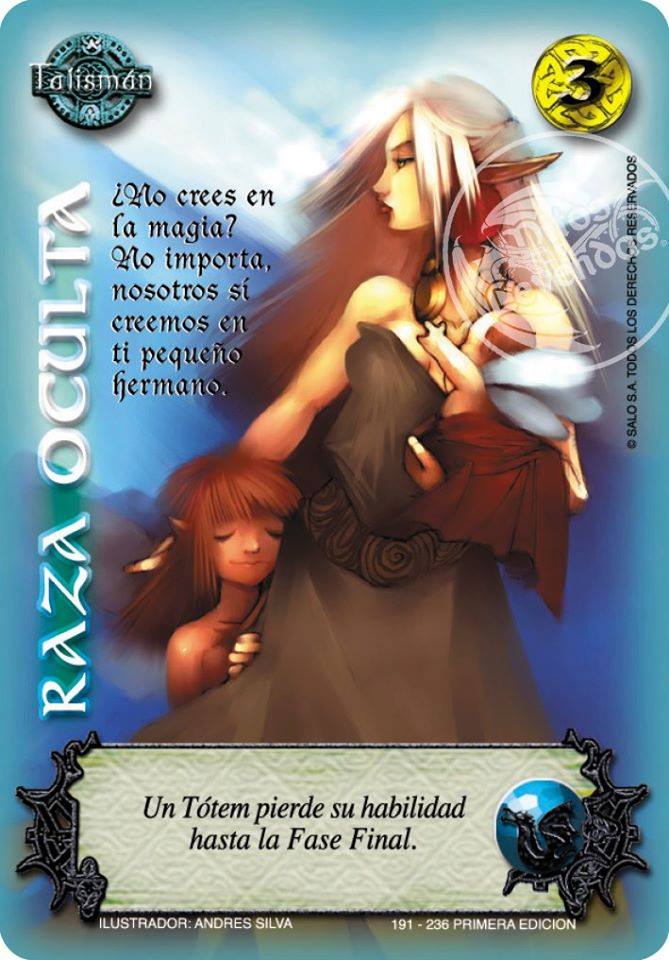 Talismán
3
RAZA OCULTA
¿No crees en
la magia?
No importa,
nosotros sí
creemos en
ti pequeño
hermano.
mitos
leyendas
© SALO S.A. TODOS LOS DERECHOS RESERVADOS
Un Tótem pierde su habilidad
hasta la Fase Final.
ILUSTRADOR: ANDRES SILVA
191 - 236 PRIMERA EDICION